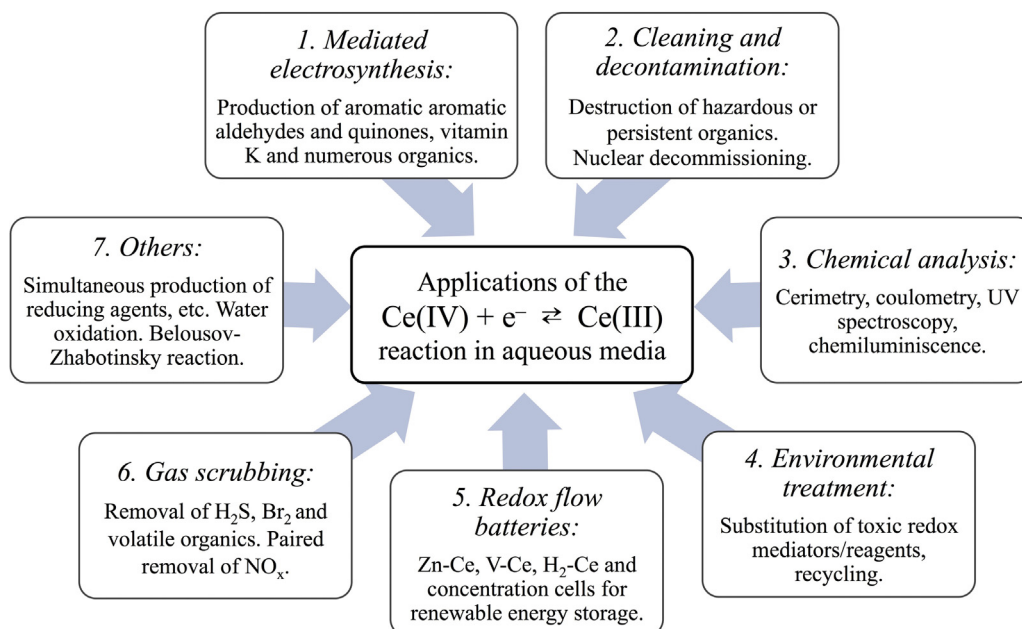 1. Mediated
electrosynthesis:
Production of aromatic aromatic
aldehydes and quinones, vitamin
K and numerous organics.
2. Cleaning and
decontamination:
Destruction of hazardous or
persistent organics.
Nuclear decommissioning.
7. Others:
Simultaneous production of
reducing agents, etc. Water
oxidation. Belousov-
Zhabotinsky reaction.
Applications of the
Ce(IV) + e⁻ ⇄ Ce(III)
reaction in aqueous media
3. Chemical analysis:
Cerimetry, coulometry, UV
spectroscopy,
chemiluminiscence.
6. Gas scrubbing:
Removal of H₂S, Br₂ and
volatile organics. Paired
removal of NOₓ.
5. Redox flow
batteries:
Zn-Ce, V-Ce, H₂-Ce and
concentration cells for
renewable energy storage.
4. Environmental
treatment:
Substitution of toxic redox
mediators/reagents,
recycling.